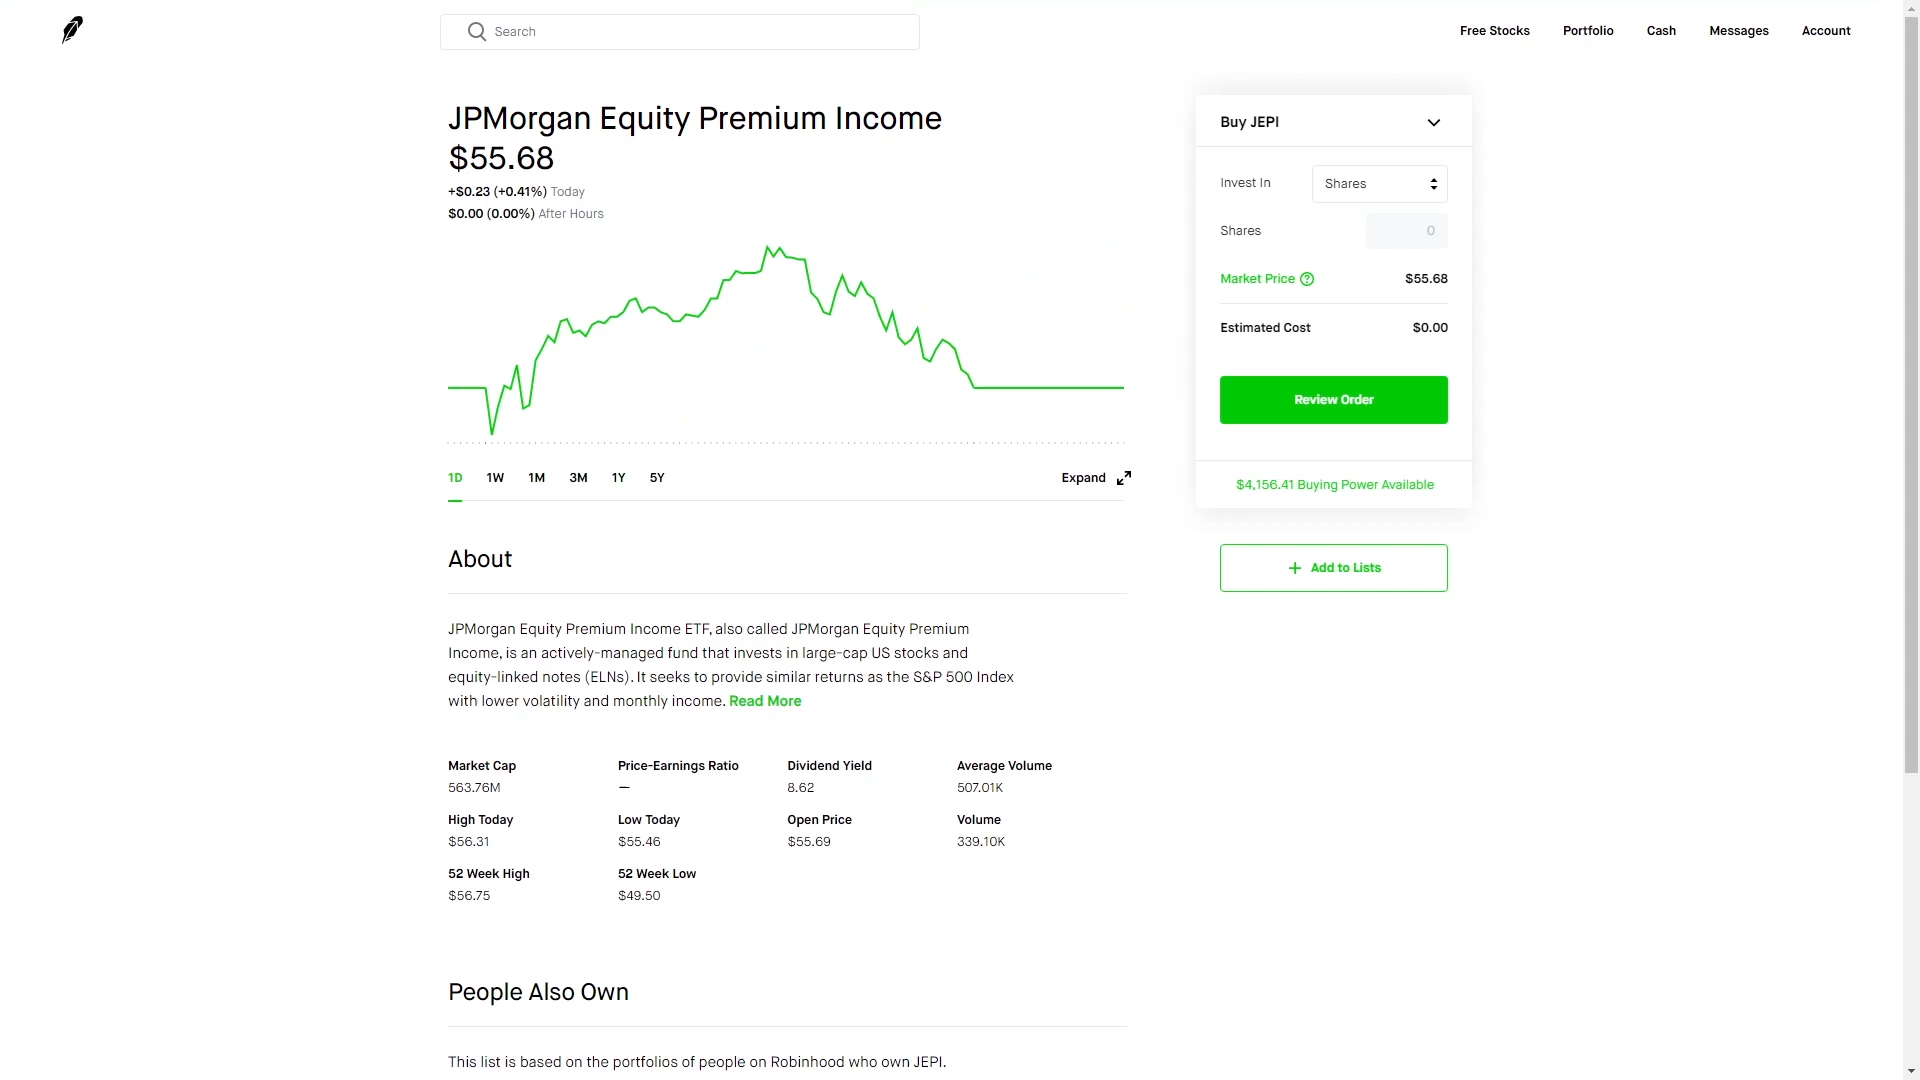 Search
Free Stocks
Portfolio
Cash
Messages
Account
JPMorgan Equity Premium Income
$55.68
+$0.23 (+0.41%) Today
$0.00 (0.00%) After Hours
1D
1W
1M
3M
1Y
5Y
Expand
Buy JEPI
Invest In
Shares
Shares
0
Market Price ?
$55.68
Estimated Cost
$0.00
Review Order
$4,156.41 Buying Power Available
+ Add to Lists
About
JPMorgan Equity Premium Income ETF, also called JPMorgan Equity Premium
Income, is an actively-managed fund that invests in large-cap US stocks and
equity-linked notes (ELNs). It seeks to provide similar returns as the S&P 500 Index
with lower volatility and monthly income. Read More
Market Cap
563.76M
Price-Earnings Ratio
—
Dividend Yield
8.62
Average Volume
507.01K
High Today
$56.31
Low Today
$55.46
Open Price
$55.69
Volume
339.10K
52 Week High
$56.75
52 Week Low
$49.50
People Also Own
This list is based on the portfolios of people on Robinhood who own JEPI.